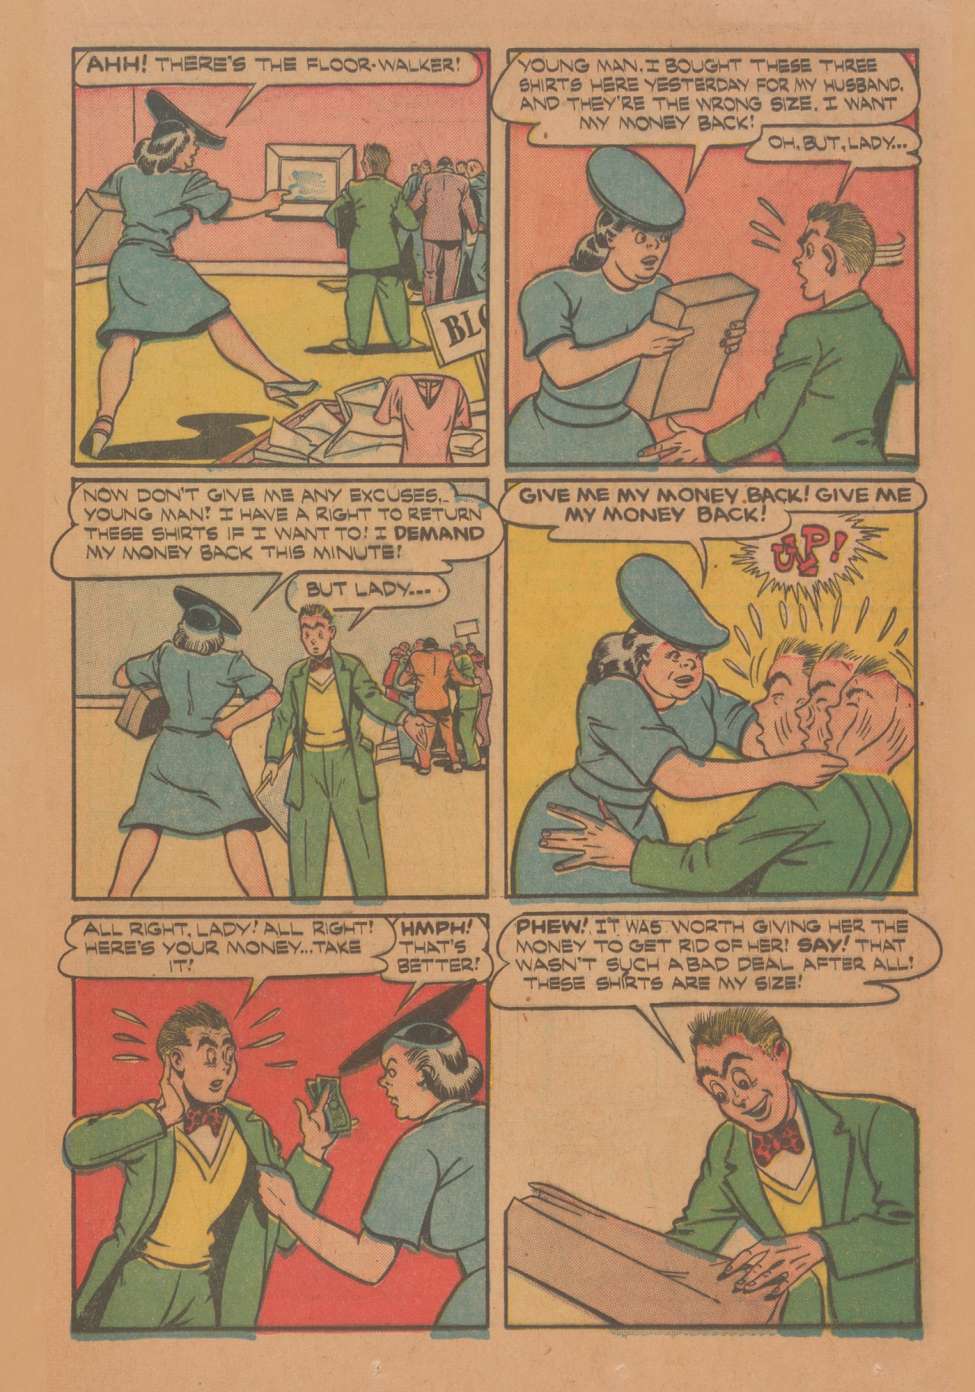 AHH! THERE'S THE FLOOR-WALKER!
BLO
YOUNG MAN, I BOUGHT THESE THREE
SHIRTS HERE YESTERDAY FOR MY HUSBAND,
AND THEY'RE THE WRONG SIZE, I WANT
MY MONEY BACK!
OH, BUT, LADY...
NOW DON'T GIVE ME ANY EXCUSES,
YOUNG MAN! I HAVE A RIGHT TO RETURN
THESE SHIRTS IF I WANT TO! I DEMAND
MY MONEY BACK THIS MINUTE!
BUT LADY...
GIVE ME MY MONEY BACK! GIVE ME
MY MONEY BACK!
ULP!
ALL RIGHT, LADY! ALL RIGHT!
HERE'S YOUR MONEY...TAKE
IT!
HMPH!
THAT'S
BETTER!
PHEW! IT WAS WORTH GIVING HER THE
MONEY TO GET RID OF HER! SAY! THAT
WASN'T SUCH A BAD DEAL AFTER ALL!
THESE SHIRTS ARE MY SIZE!